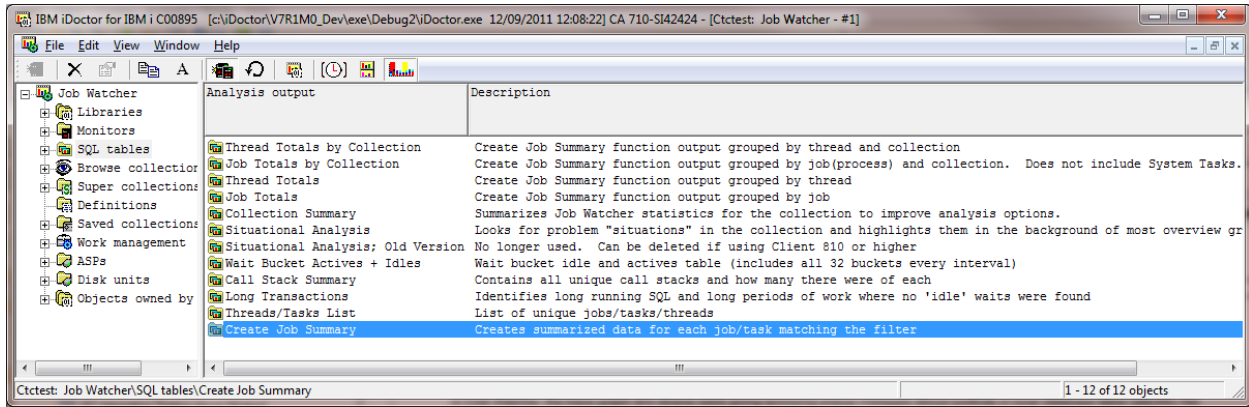 IBM iDoctor for IBM i C00895 [c:\iDoctor\V7R1M0_Dev\exe\Debug2\iDoctor.exe 12/09/2011 12:08:22] CA 710-SI42424 - [Ctctest: Job Watcher - #1]
File Edit View Window Help
Job Watcher
Libraries
Monitors
SQL tables
Browse collection
Super collections
Definitions
Saved collections
Work management
ASPs
Disk units
Objects owned by
Analysis output Description
Thread Totals by Collection Create Job Summary function output grouped by thread and collection
Job Totals by Collection Create Job Summary function output grouped by job(process) and collection. Does not include System Tasks.
Thread Totals Create Job Summary function output grouped by thread
Job Totals Create Job Summary function output grouped by job
Collection Summary Summarizes Job Watcher statistics for the collection to improve analysis options.
Situational Analysis Looks for problem "situations" in the collection and highlights them in the background of most overview gr
Situational Analysis; Old Version No longer used. Can be deleted if using Client 810 or higher
Wait Bucket Actives + Idles Wait bucket idle and actives table (includes all 32 buckets every interval)
Call Stack Summary Contains all unique call stacks and how many there were of each
Long Transactions Identifies long running SQL and long periods of work where no 'idle' waits were found
Threads/Tasks List List of unique jobs/tasks/threads
Create Job Summary Creates summarized data for each job/task matching the filter
Ctctest: Job Watcher\SQL tables\Create Job Summary 1 - 12 of 12 objects